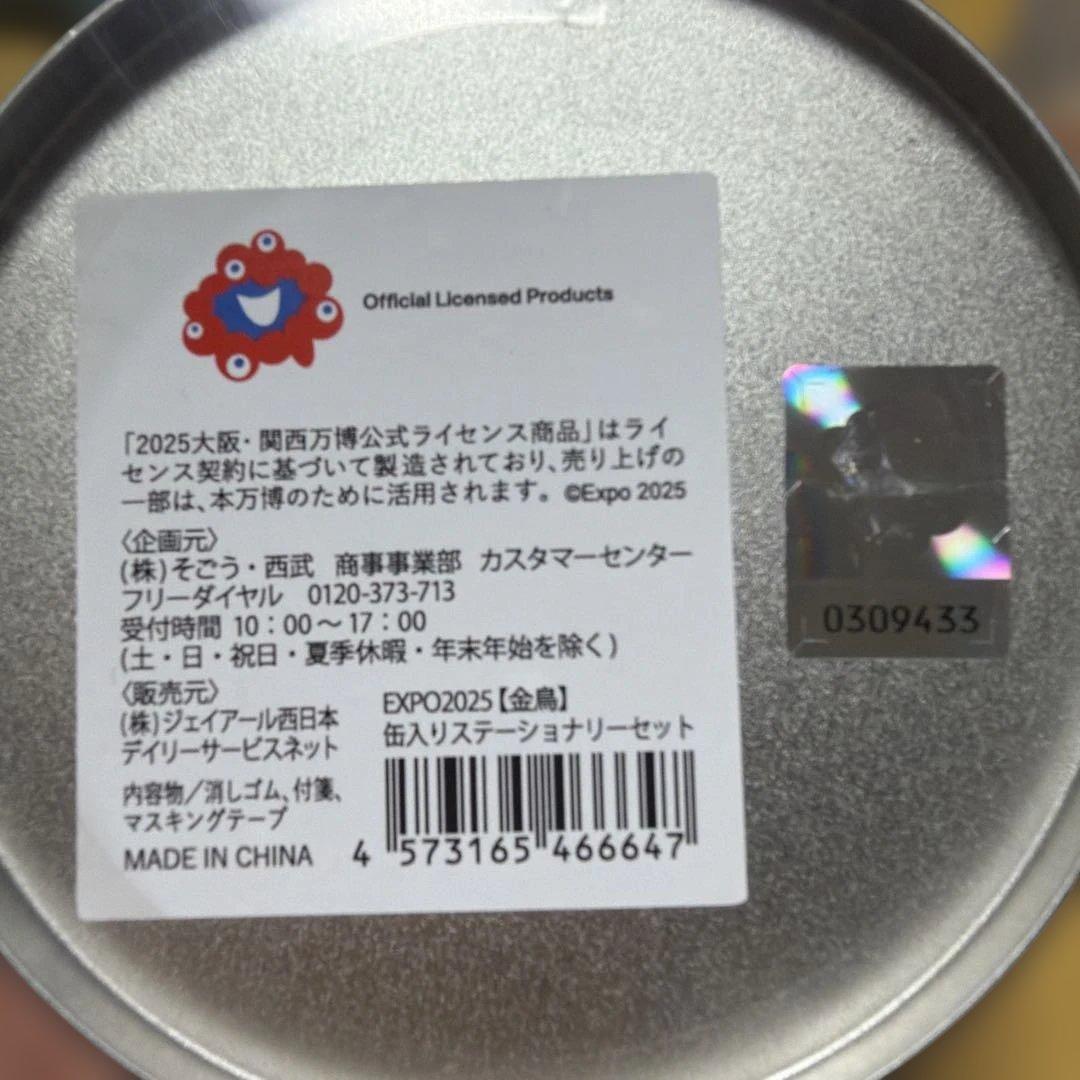 Official Licensed Products
「2025大阪・関西万博公式ライセンス商品」はライ
センス契約に基づいて製造されており、売り上げの
一部は、本万博のために活用されます。©Expo 2025
〈企画元〉
(株)そごう・西武 商事事業部 カスタマーセンター
フリーダイヤル 0120-373-713
受付時間 10：00〜17：00
(土・日・祝日・夏季休暇・年末年始を除く)
〈販売元〉
(株)ジェイアール西日本
デイリーサービスネット
内容物／消しゴム、付箋、
マスキングテープ
MADE IN CHINA
EXPO2025【金鳥】
缶入りステーショナリーセット
4 573165 466647
0309433